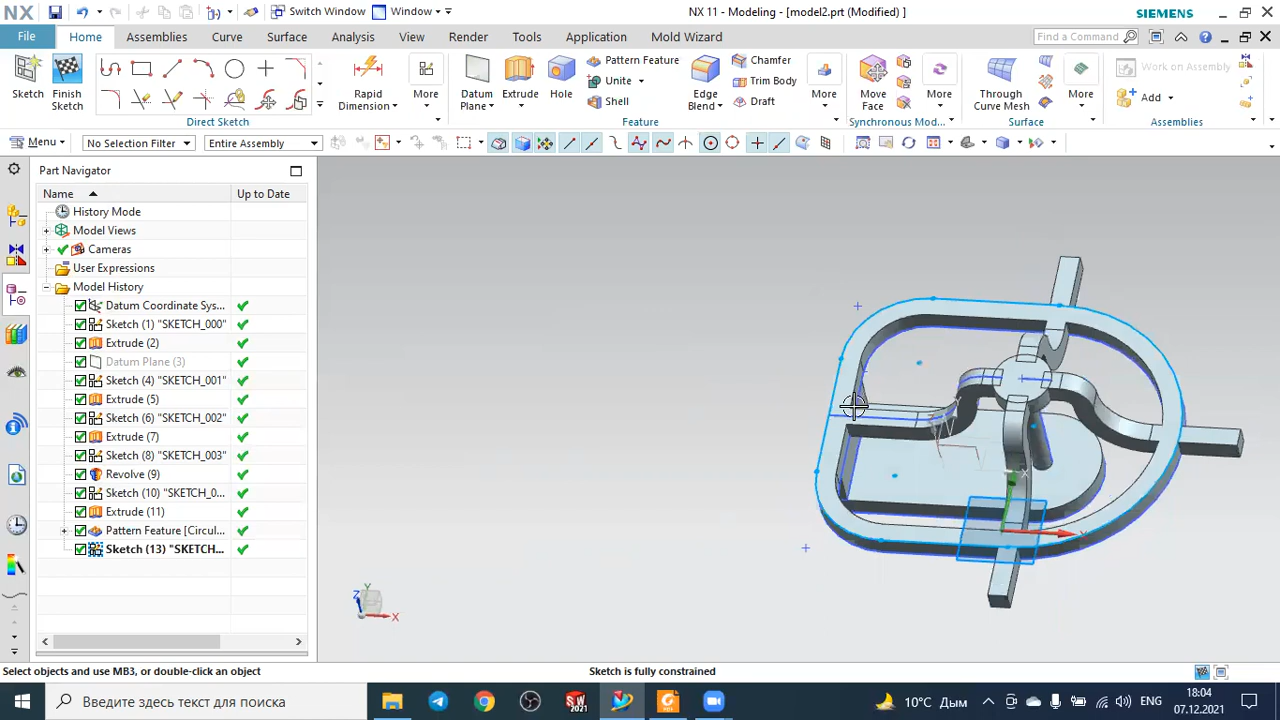 NX
Switch Window
Window
NX 11 - Modeling - [model2.prt (Modified) ]
SIEMENS
File
Home
Assemblies
Curve
Surface
Analysis
View
Render
Tools
Application
Mold Wizard
Find a Command
Sketch
Finish Sketch
Rapid Dimension
More
Datum Plane
Extrude
Hole
Pattern Feature
Unite
Shell
Edge Blend
Chamfer
Trim Body
Draft
More
Move Face
More
Through Curve Mesh
More
Work on Assembly
Add
Direct Sketch
Feature
Synchronous Mod...
Surface
Assemblies
Menu
No Selection Filter
Entire Assembly
Part Navigator
Name
Up to Date
History Mode
Model Views
Cameras
User Expressions
Model History
Datum Coordinate Sys...
Sketch (1) "SKETCH_000"
Extrude (2)
Datum Plane (3)
Sketch (4) "SKETCH_001"
Extrude (5)
Sketch (6) "SKETCH_002"
Extrude (7)
Sketch (8) "SKETCH_003"
Revolve (9)
Sketch (10) "SKETCH_0...
Extrude (11)
Pattern Feature [Circul...
Sketch (13) "SKETCH...
Y
Z
X
Select objects and use MB3, or double-click an object
Sketch is fully constrained
Введите здесь текст для поиска
10°C Дым
ENG
18:04
07.12.2021